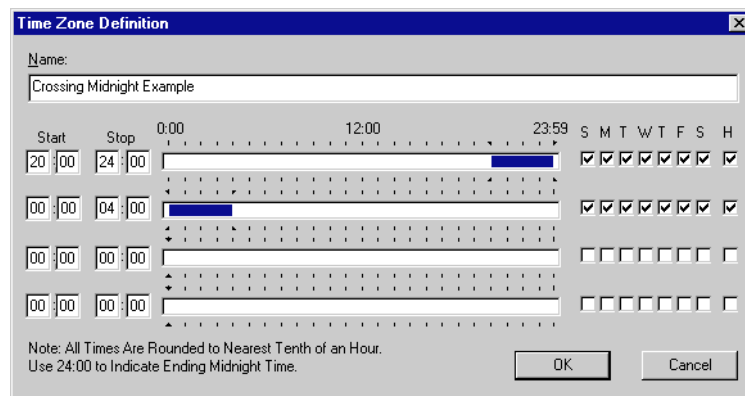 Time Zone Definition
Name:
Crossing Midnight Example
Start Stop 0:00 12:00 23:59 S M T W T F S H
20 : 00 24 : 00
00 : 00 04 : 00
00 : 00 00 : 00
00 : 00 00 : 00
Note: All Times Are Rounded to Nearest Tenth of an Hour.
Use 24:00 to Indicate Ending Midnight Time.
OK Cancel